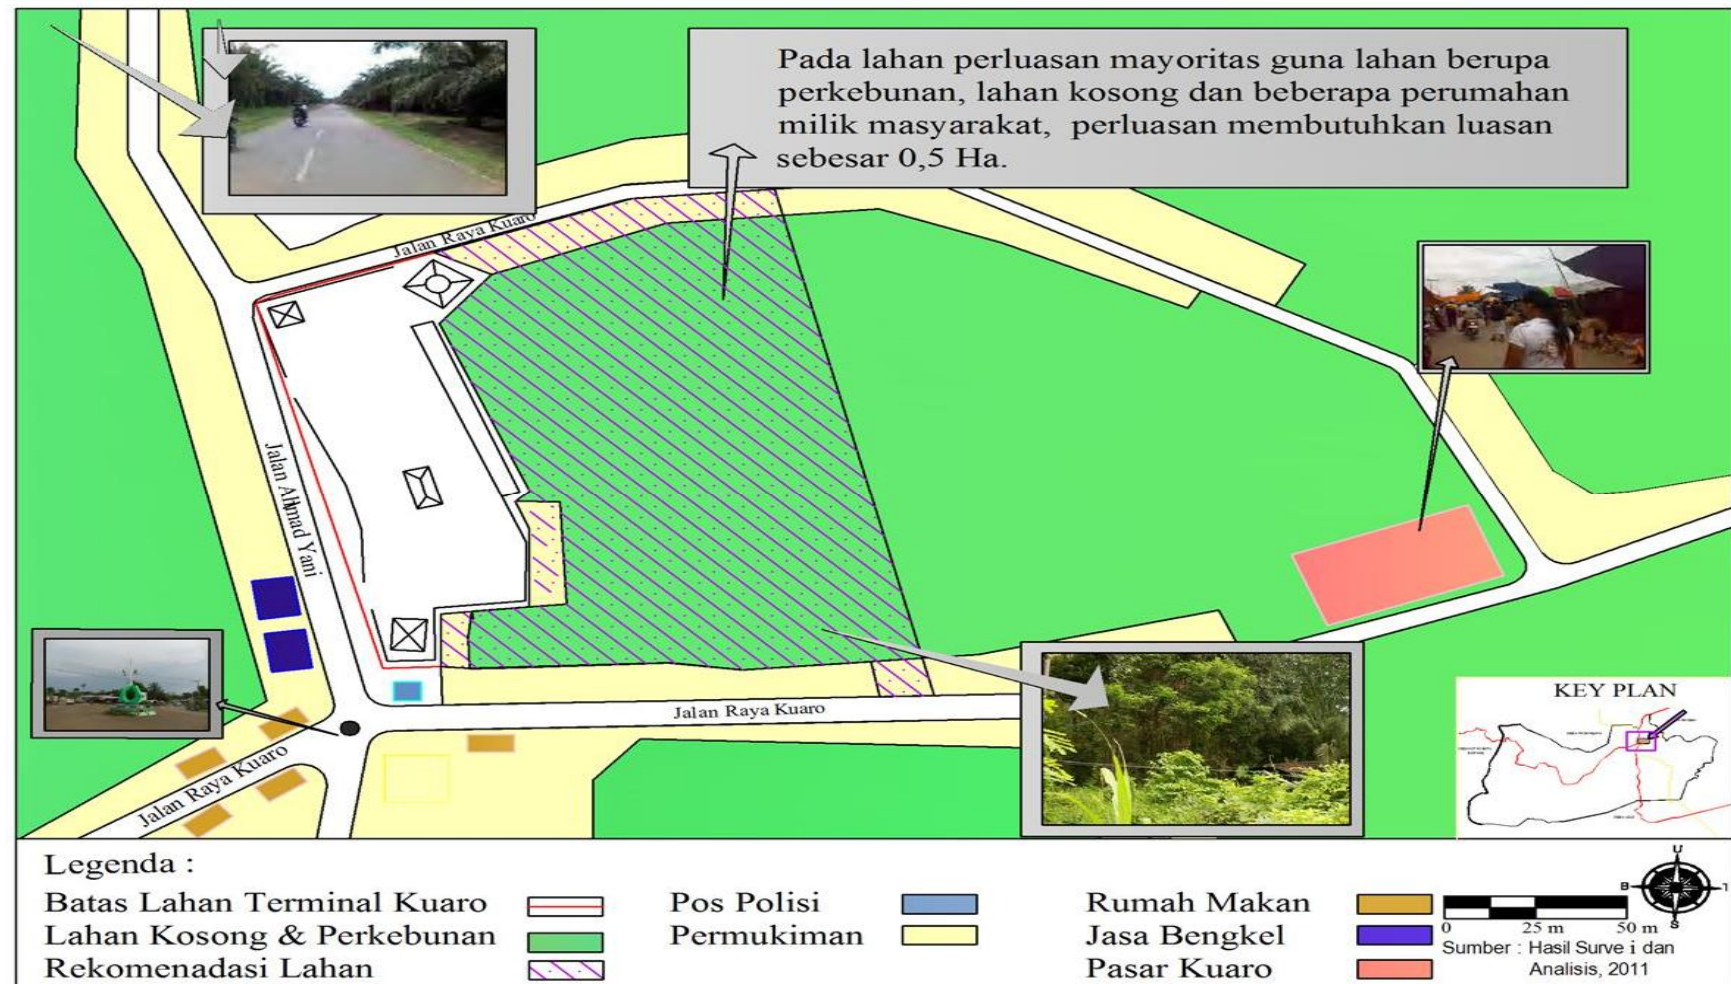 Pada lahan perluasan mayoritas guna lahan berupa
perkebunan, lahan kosong dan beberapa perumahan
milik masyarakat, perluasan membutuhkan luasan
sebesar 0,5 Ha.
Jalan Raya Kuaro
Jalan Ahmad Yani
Jalan Raya Kuaro
Jalan Raya Kuaro
KEY PLAN
Legenda :
Batas Lahan Terminal Kuaro
Lahan Kosong & Perkebunan
Rekomenadasi Lahan
Pos Polisi
Permukiman
Rumah Makan
Jasa Bengkel
Pasar Kuaro
U
B
T
S
0 25 m 50 m
Sumber : Hasil Surve i dan
Analisis, 2011